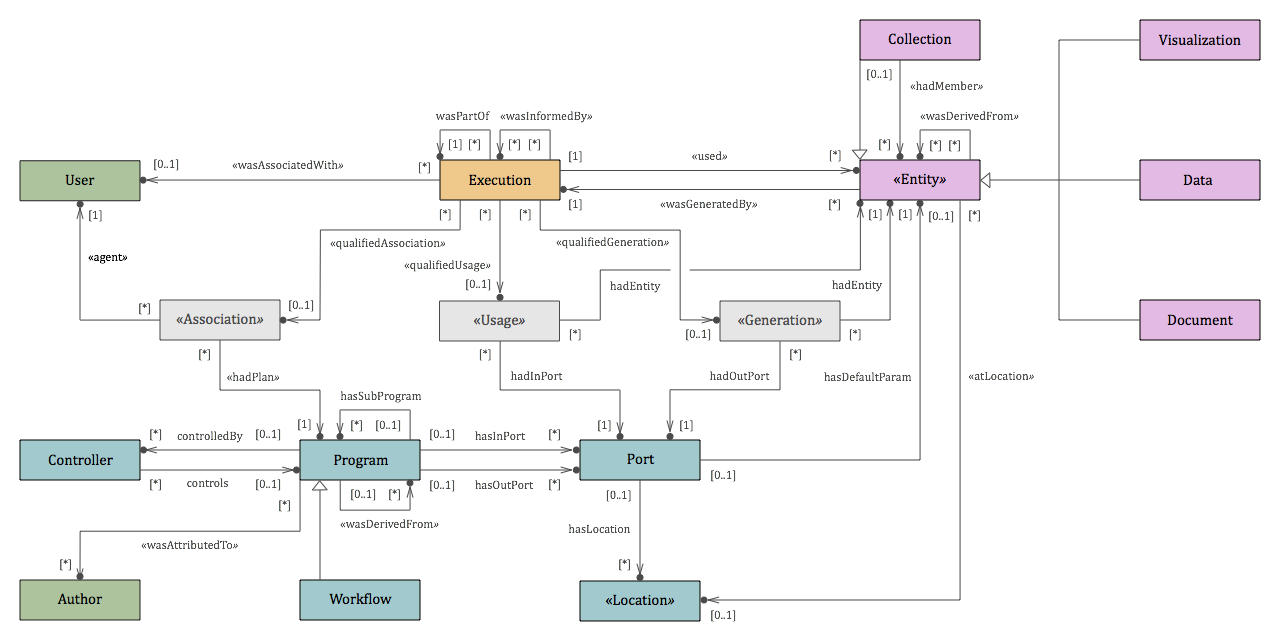 Collection
Visualization
[0..1]
«hadMember»
wasPartOf
«wasInformedBy»
«wasDerivedFrom»
[1]
[*]
[*]
[*]
[*]
[*]
[*]
[0..1]
«wasAssociatedWith»
[*]
[1]
«used»
[*]
User
Execution
«Entity»
Data
[1]
«wasGeneratedBy»
[*]
[1]
[*]
[*]
[*]
[1]
[1]
[0..1]
[*]
«qualifiedAssociation»
«qualifiedGeneration»
«agent»
«qualifiedUsage»
[0..1]
hadEntity
hadEntity
[*]
[0..1]
«Association»
«Usage»
«Generation»
Document
[*]
[0..1]
[*]
[*]
[*]
[*]
«hadPlan»
hadInPort
hadOutPort
hasDefaultParam
«atLocation»
hasSubProgram
[1]
[*]
[0..1]
[1]
[1]
[*]
controlledBy
[0..1]
[0..1]
hasInPort
[*]
Controller
Program
Port
[0..1]
[*]
controls
[0..1]
[0..1]
hasOutPort
[*]
[*]
[0..1]
[*]
[0..1]
«wasDerivedFrom»
hasLocation
«wasAttributedTo»
[*]
[*]
Author
Workflow
«Location»
[0..1]